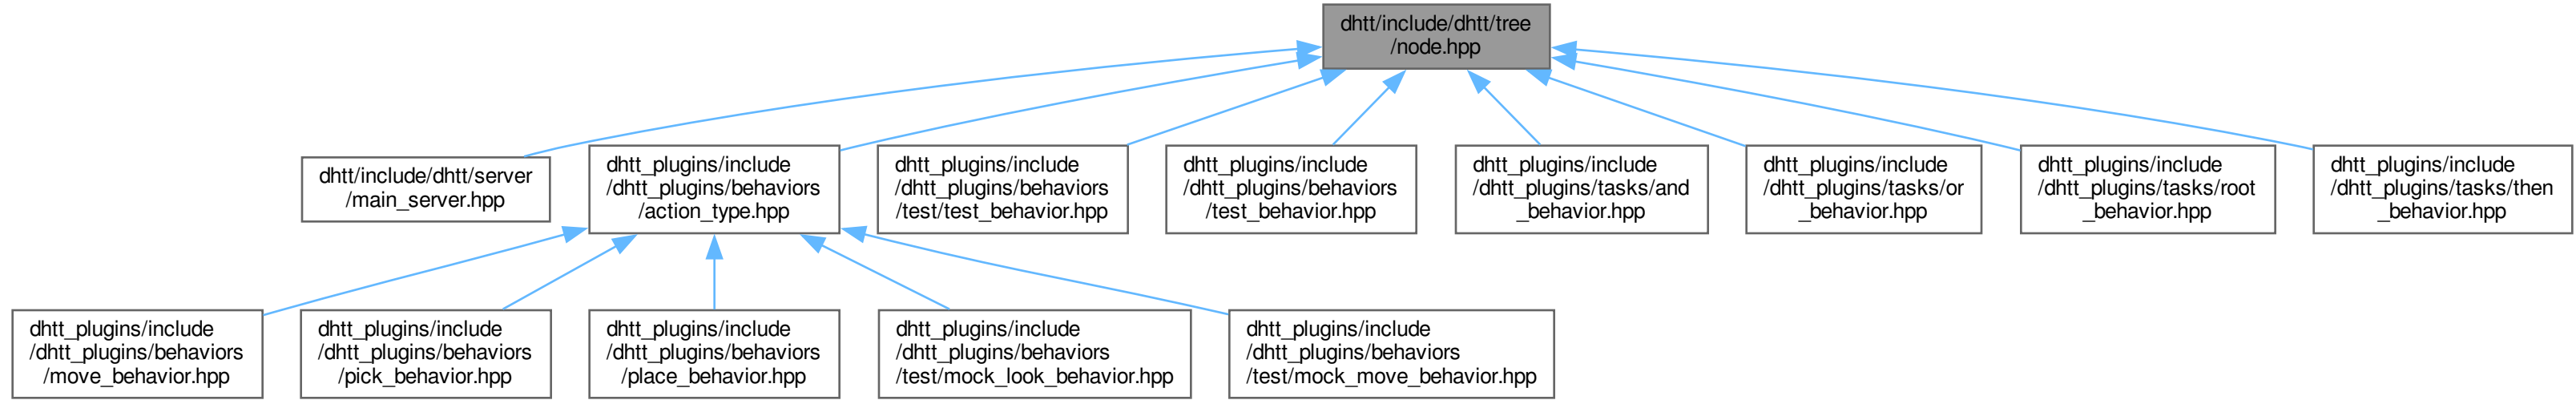 dhtt/include/dhtt/tree
/node.hpp
dhtt/include/dhtt/server
/main_server.hpp
dhtt_plugins/include
/dhtt_plugins/behaviors
/action_type.hpp
dhtt_plugins/include
/dhtt_plugins/behaviors
/test/test_behavior.hpp
dhtt_plugins/include
/dhtt_plugins/behaviors
/test_behavior.hpp
dhtt_plugins/include
/dhtt_plugins/tasks/and
_behavior.hpp
dhtt_plugins/include
/dhtt_plugins/tasks/or
_behavior.hpp
dhtt_plugins/include
/dhtt_plugins/tasks/root
_behavior.hpp
dhtt_plugins/include
/dhtt_plugins/tasks/then
_behavior.hpp
dhtt_plugins/include
/dhtt_plugins/behaviors
/move_behavior.hpp
dhtt_plugins/include
/dhtt_plugins/behaviors
/pick_behavior.hpp
dhtt_plugins/include
/dhtt_plugins/behaviors
/place_behavior.hpp
dhtt_plugins/include
/dhtt_plugins/behaviors
/test/mock_look_behavior.hpp
dhtt_plugins/include
/dhtt_plugins/behaviors
/test/mock_move_behavior.hpp